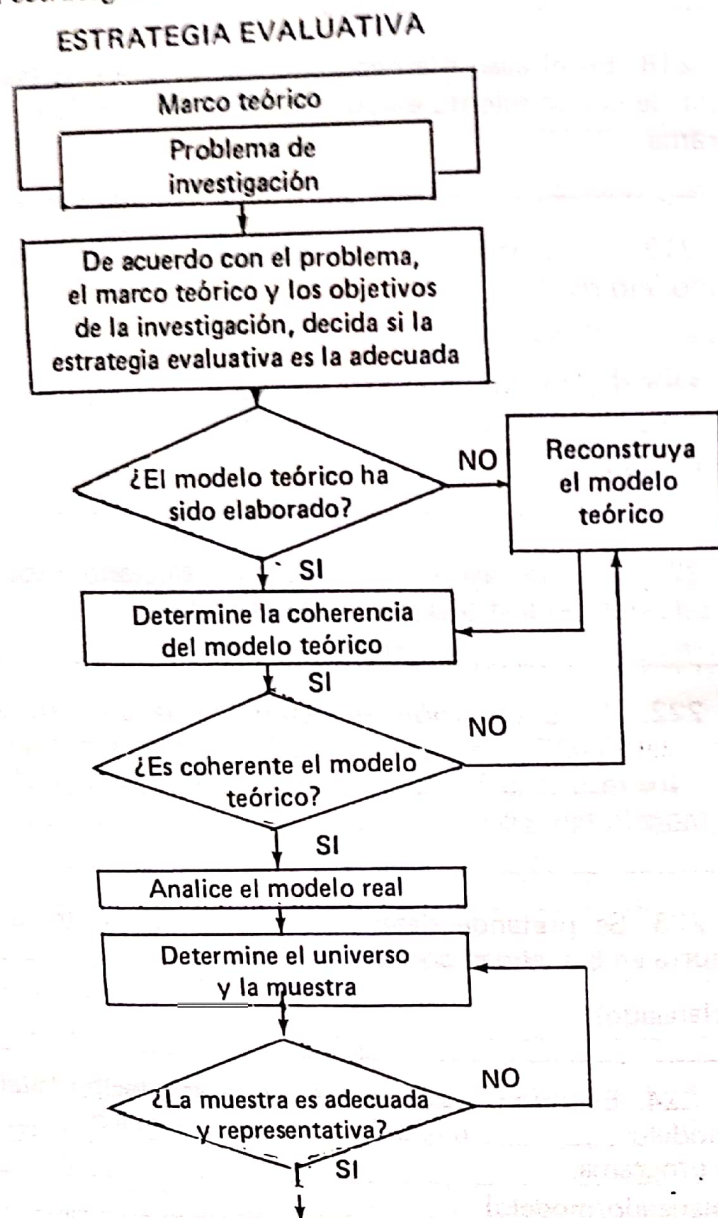 ESTRATEGIA EVALUATIVA
Marco teórico
Problema de
investigación
De acuerdo con el problema,
el marco teórico y los objetivos
de la investigación, decida si la
estrategia evaluativa es la adecuada
¿El modelo teórico ha
sido elaborado?
NO
Reconstruya
el modelo
teórico
SI
Determine la coherencia
del modelo teórico
SI
¿Es coherente el modelo
teórico?
NO
SI
Analice el modelo real
Determine el universo
y la muestra
¿La muestra es adecuada
y representativa?
NO
SI